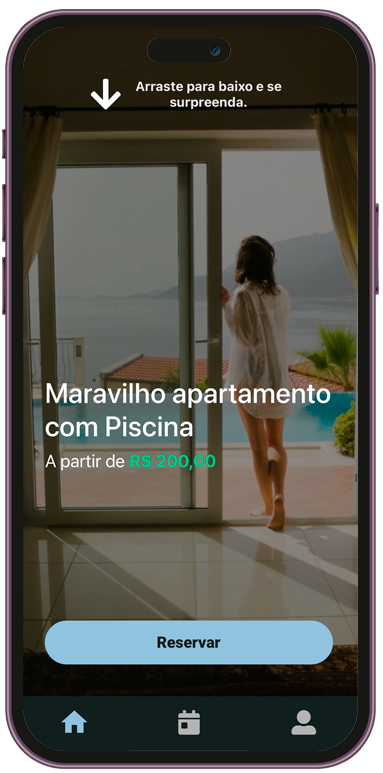 Arraste para baixo e se
surpreenda.
Maravilho apartamento
com Piscina
A partir de R$ 200,00
Reservar